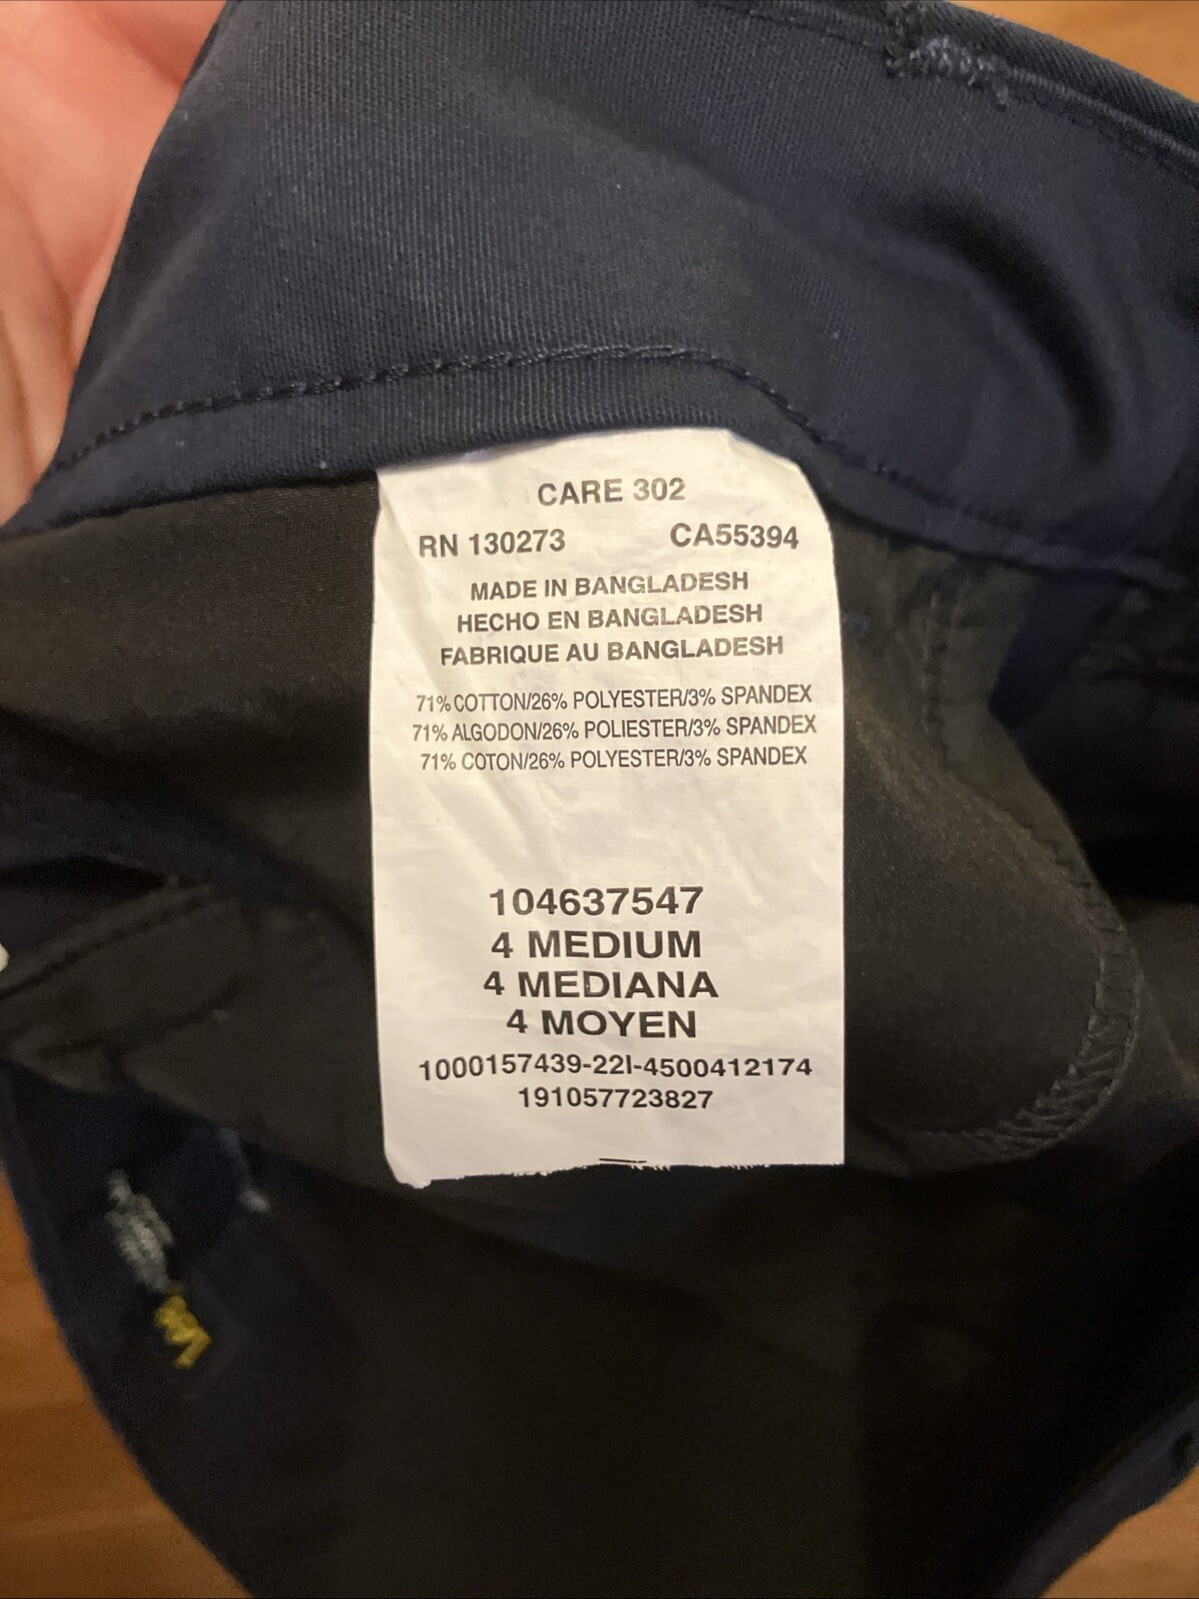 CARE 302
RN 130273 CA55394
MADE IN BANGLADESH
HECHO EN BANGLADESH
FABRIQUE AU BANGLADESH
71% COTTON/26% POLYESTER/3% SPANDEX
71% ALGODON/26% POLIESTER/3% SPANDEX
71% COTON/26% POLYESTER/3% SPANDEX
104637547
4 MEDIUM
4 MEDIANA
4 MOYEN
1000157439-22I-4500412174
191057723827